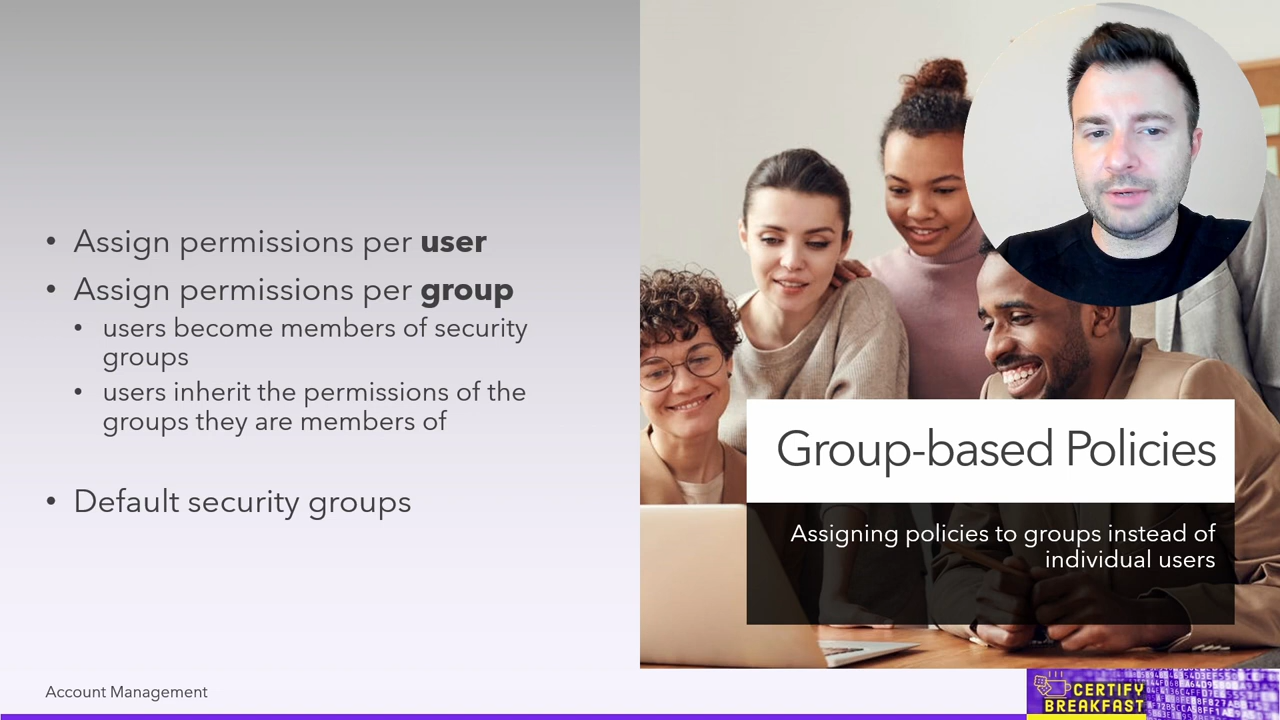 • Assign permissions per user
• Assign permissions per group
• users become members of security
groups
• users inherit the permissions of the
groups they are members of
• Default security groups
Group-based Policies
Assigning policies to groups instead of
individual users
Account Management
CERTIFY
BREAKFAST